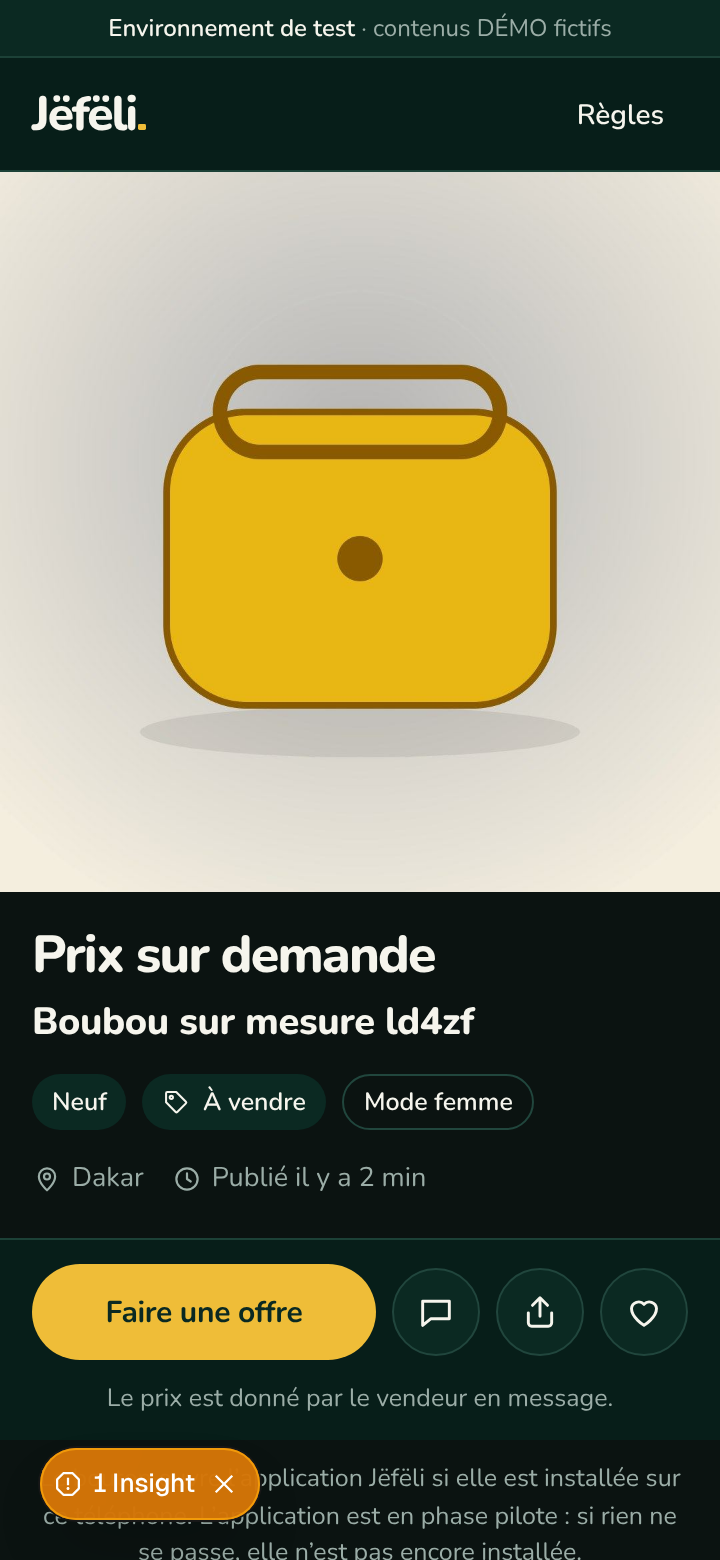 Environnement de test · contenus DÉMO fictifs
Jëfëli.
Règles
Prix sur demande
Boubou sur mesure ld4zf
Neuf
À vendre
Mode femme
Dakar
Publié il y a 2 min
Faire une offre
Le prix est donné par le vendeur en message.
1 Insight
application Jëfëli si elle est installée sur
ce téléphone. L’application est en phase pilote : si rien ne
se passe, elle n’est pas encore installée.